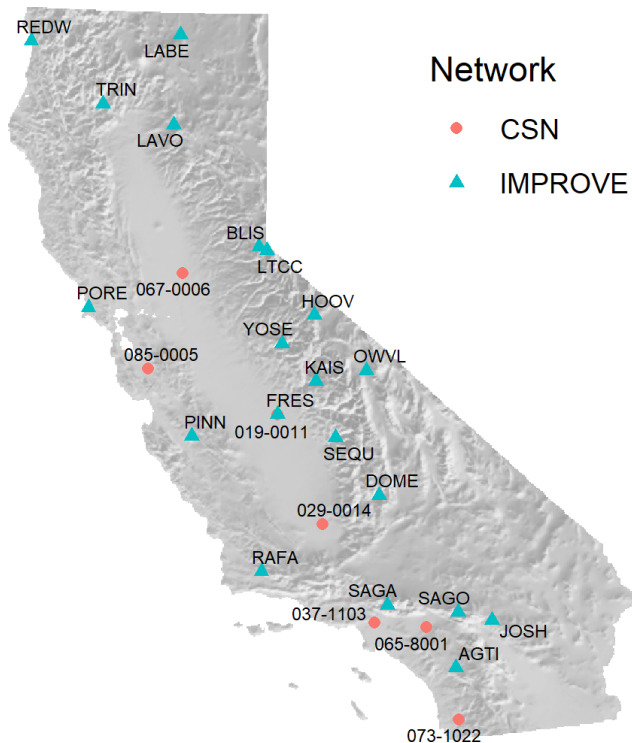 REDW
LABE
Network
TRIN
CSN
LAVO
IMPROVE
BLIS
LTCC
067-0006
PORE
HOOV
YOSE
085-0005
OWVL
KAIS
FRES
PINN
019-0011
SEQU
DOME
029-0014
RAFA
SAGA
SAGO
037-1103
JOSH
065-8001
AGTI
073-1022